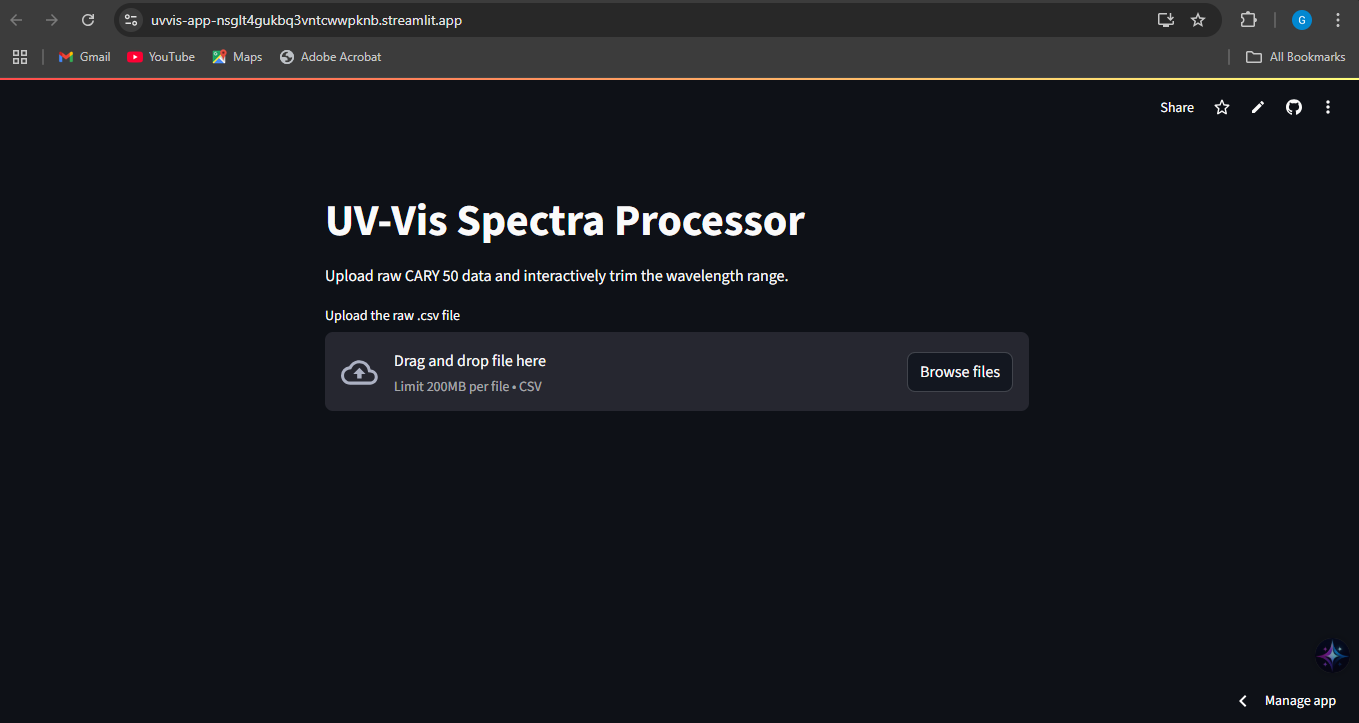 uvvis-app-nsglt4gukbq3vntcwwpknb.streamlit.app
G
Gmail YouTube Maps Adobe Acrobat All Bookmarks
Share
UV-Vis Spectra Processor
Upload raw CARY 50 data and interactively trim the wavelength range.
Upload the raw .csv file
Drag and drop file here
Limit 200MB per file • CSV
Browse files
Manage app